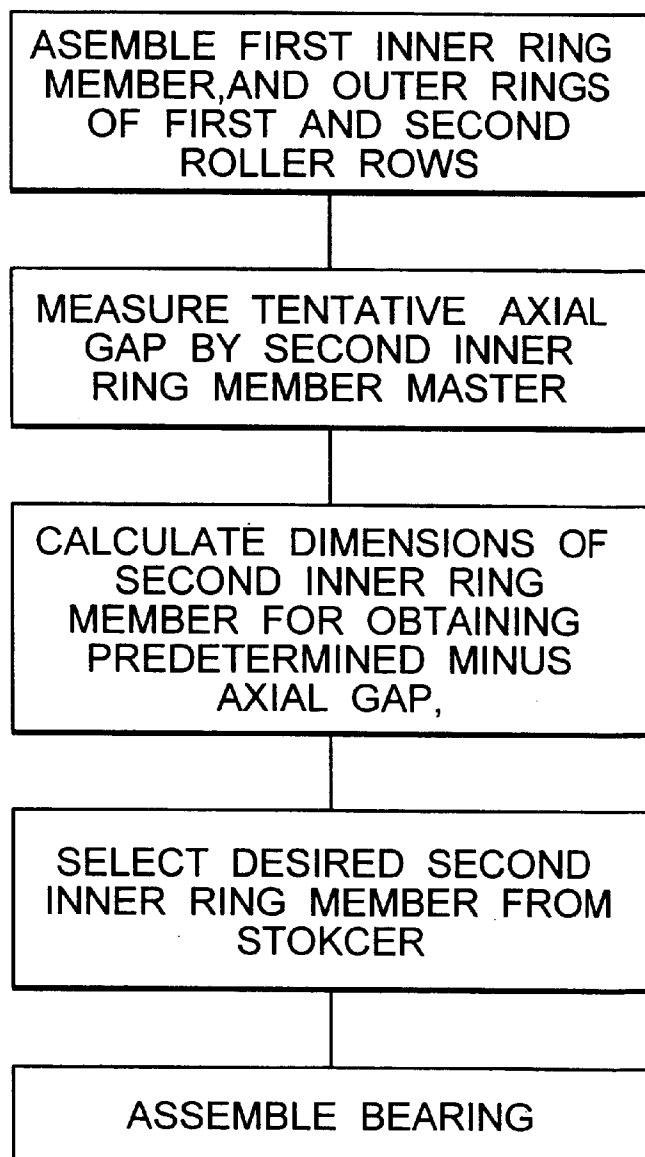 ASEMBLE FIRST INNER RING
MEMBER,AND OUTER RINGS
OF FIRST AND SECOND
ROLLER ROWS
MEASURE TENTATIVE AXIAL
GAP BY SECOND INNER
RING MEMBER MASTER
CALCULATE DIMENSIONS OF
SECOND INNER RING
MEMBER FOR OBTAINING
PREDETERMINED MINUS
AXIAL GAP,
SELECT DESIRED SECOND
INNER RING MEMBER FROM
STOKCER
ASSEMBLE BEARING